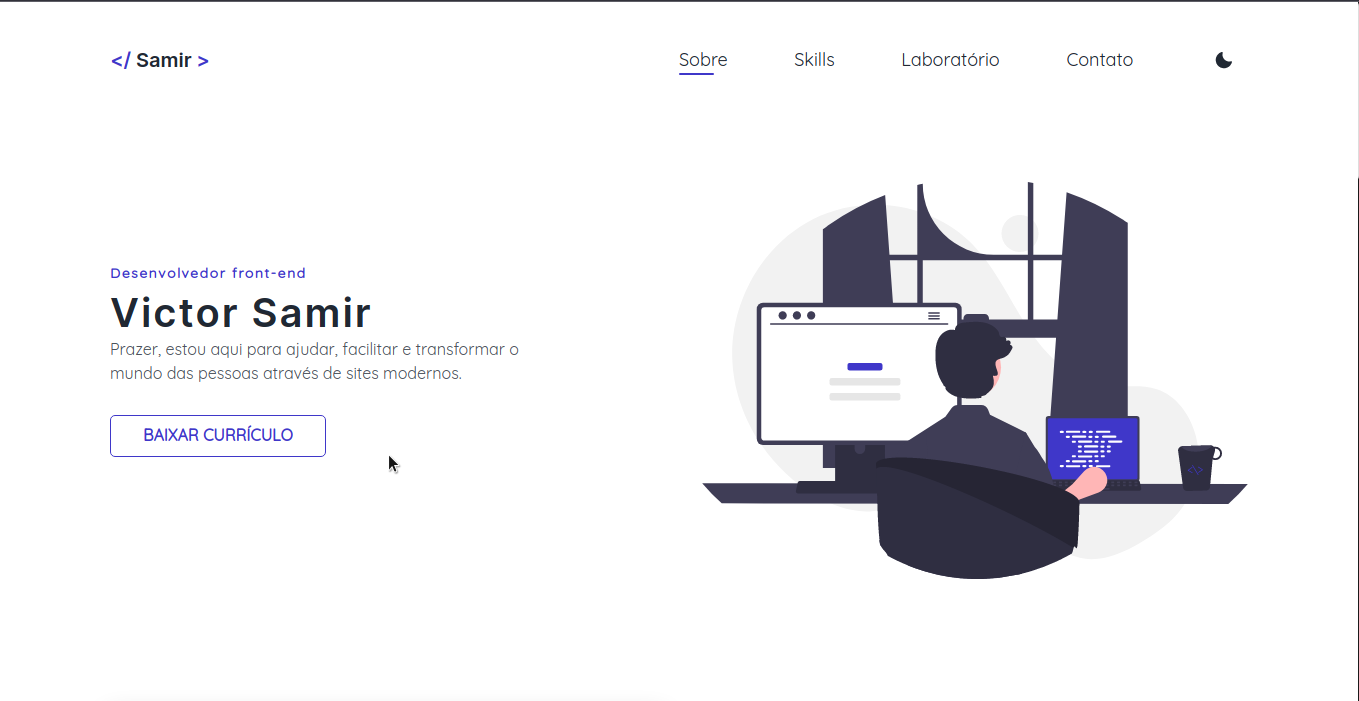 </ Samir >
Sobre
Skills
Laboratório
Contato
Desenvolvedor front-end
Victor Samir
Prazer, estou aqui para ajudar, facilitar e transformar o
mundo das pessoas através de sites modernos.
BAIXAR CURRÍCULO